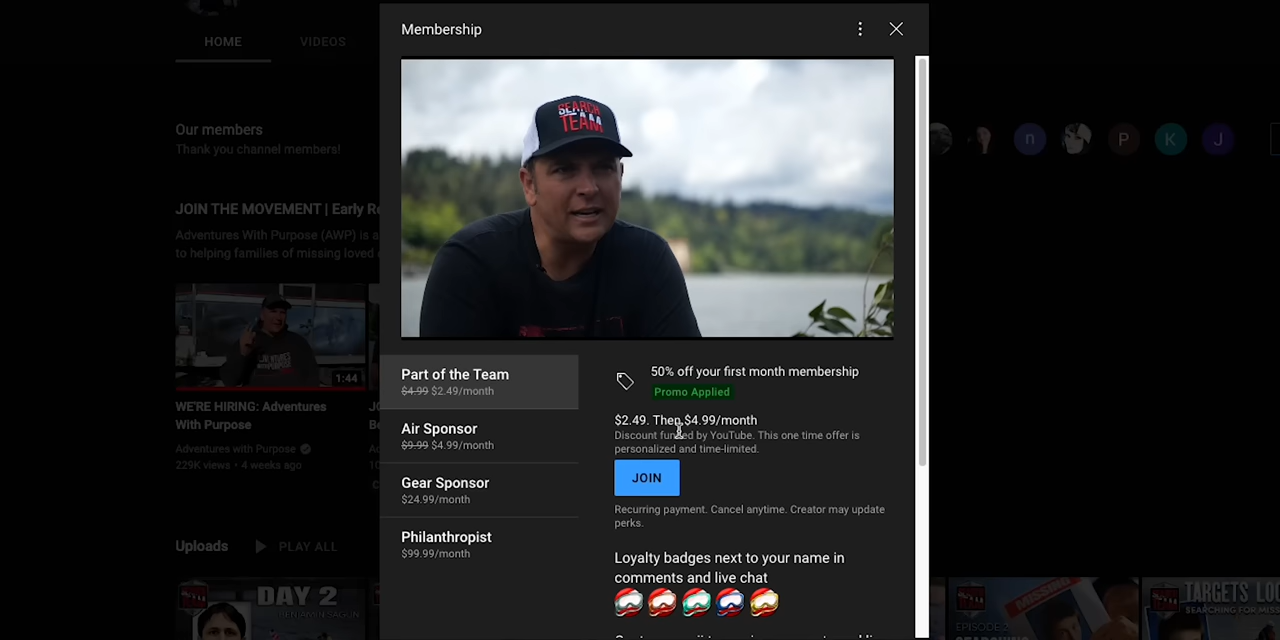 Membership
HOME
VIDEOS
SEARCH
TEAM
Our members
Thank you channel members!
n
P
K
J
JOIN THE MOVEMENT | Early
Adventures With Purpose (AWP) is a
to helping families of missing loved
1:44
WE'RE HIRING: Adventures
With Purpose
Adventures with Purpose
229K views • 4 weeks ago
Uploads
PLAY ALL
DAY 2
Part of the Team
$4.99 $2.49/month
Air Sponsor
$9.99 $4.99/month
Gear Sponsor
$24.99/month
Philanthropist
$99.99/month
50% off your first month membership
Promo Applied
$2.49. Then $4.99/month
Discount funded by YouTube. This one time offer is
personalized and time-limited.
JOIN
Recurring payment. Cancel anytime. Creator may update
perks.
Loyalty badges next to your name in
comments and live chat
MISSING
EPISODE 2
SEARCHING
TARGETS
SEARCHING FOR